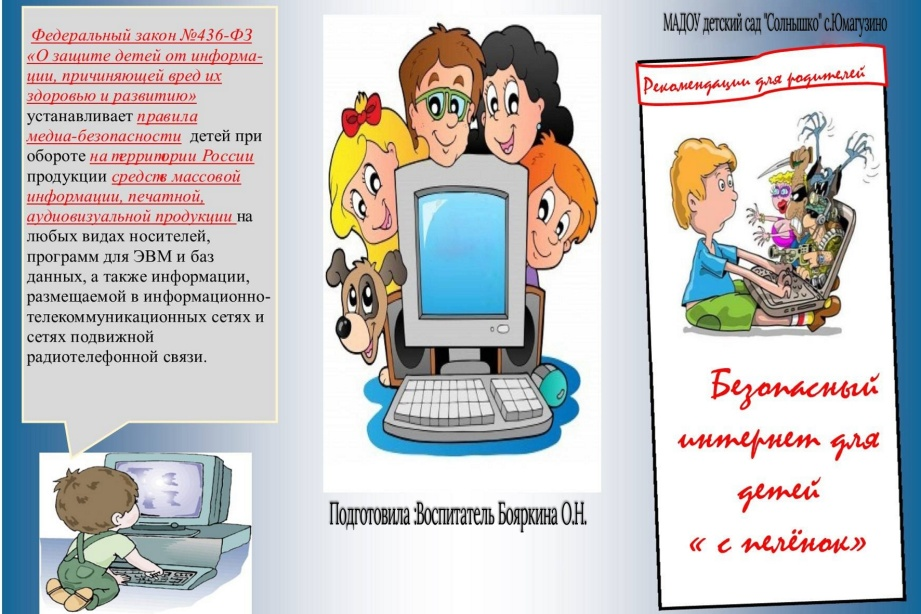 Федеральный закон №436-ФЗ
«О защите детей от информа-
ции, причиняющей вред их
здоровью и развитию»
устанавливает правила
медиа-безопасности детей при
обороте на территории России
продукции средств массовой
информации, печатной,
аудиовизуальной продукции на
любых видах носителей,
программ для ЭВМ и баз
данных, а также информации,
размещаемой в информационно-
телекоммуникационных сетях и
сетях подвижной
радиотелефонной связи.
Подготовила :Воспитатель Бояркина О.Н.
МАДОУ детский сад "Солнышко" с.Юмагузино
Рекомендации для родителей
Безопасный
интернет для
детей
« с пелёнок»